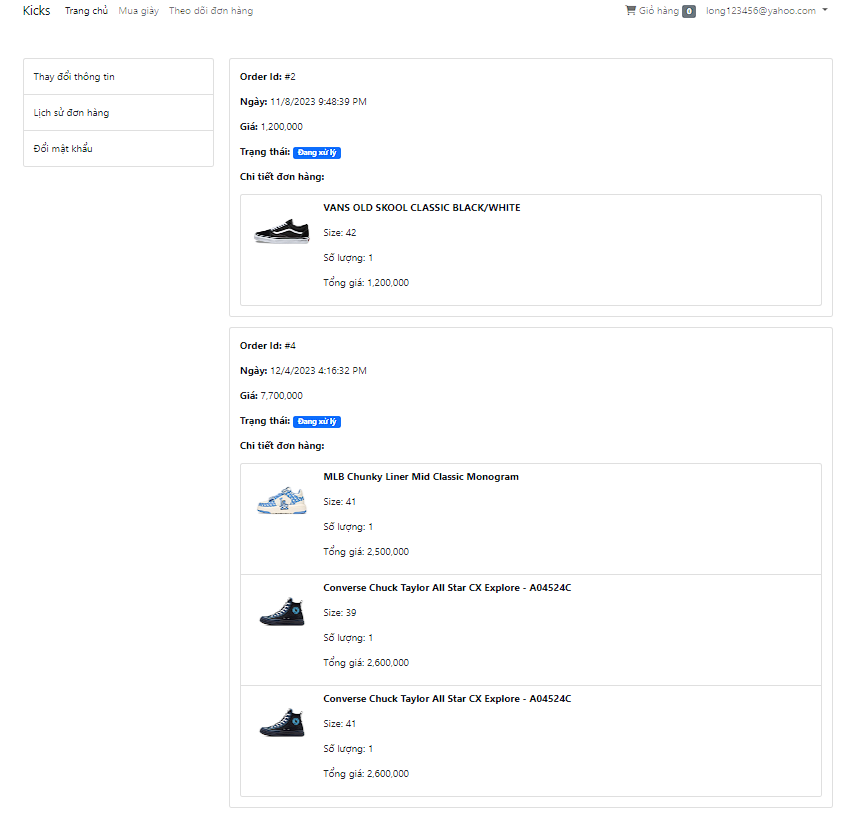 Kicks Trang chủ Mua giày Theo dõi đơn hàng Giỏ hàng 0 long123456@yahoo.com
Thay đổi thông tin
Lịch sử đơn hàng
Đổi mật khẩu
Order Id: #2
Ngày: 11/8/2023 9:48:39 PM
Giá: 1,200,000
Trạng thái: Đang xử lý
Chi tiết đơn hàng:
VANS OLD SKOOL CLASSIC BLACK/WHITE
Size: 42
Số lượng: 1
Tổng giá: 1,200,000
Order Id: #4
Ngày: 12/4/2023 4:16:32 PM
Giá: 7,700,000
Trạng thái: Đang xử lý
Chi tiết đơn hàng:
MLB Chunky Liner Mid Classic Monogram
Size: 41
Số lượng: 1
Tổng giá: 2,500,000
Converse Chuck Taylor All Star CX Explore - A04524C
Size: 39
Số lượng: 1
Tổng giá: 2,600,000
Converse Chuck Taylor All Star CX Explore - A04524C
Size: 41
Số lượng: 1
Tổng giá: 2,600,000